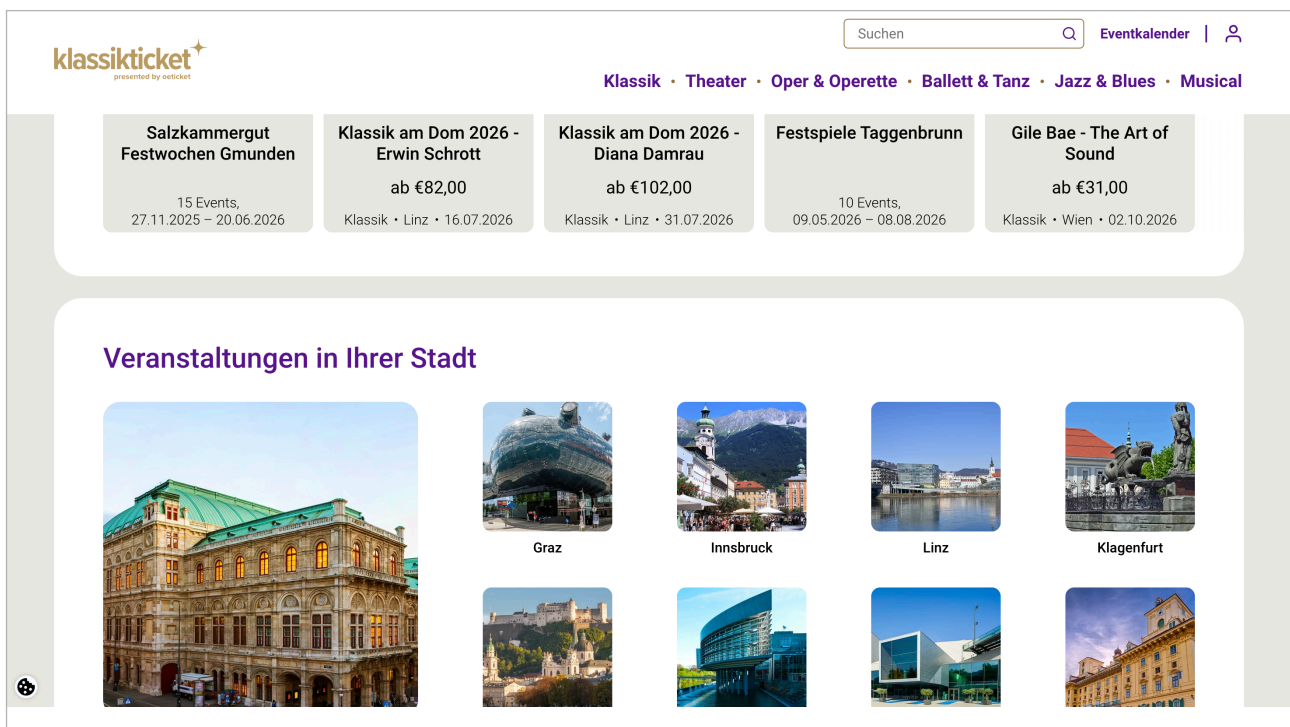 klassikticket
presented by oeticket
Suchen
Eventkalender
Klassik • Theater • Oper & Operette • Ballett & Tanz • Jazz & Blues • Musical
Salzkammergut
Festwochen Gmunden
15 Events,
27.11.2025 – 20.06.2026
Klassik am Dom 2026 -
Erwin Schrott
ab €82,00
Klassik • Linz • 16.07.2026
Klassik am Dom 2026 -
Diana Damrau
ab €102,00
Klassik • Linz • 31.07.2026
Festspiele Taggenbrunn
10 Events,
09.05.2026 – 08.08.2026
Gile Bae - The Art of
Sound
ab €31,00
Klassik • Wien • 02.10.2026
Veranstaltungen in Ihrer Stadt
Graz
Innsbruck
Linz
Klagenfurt